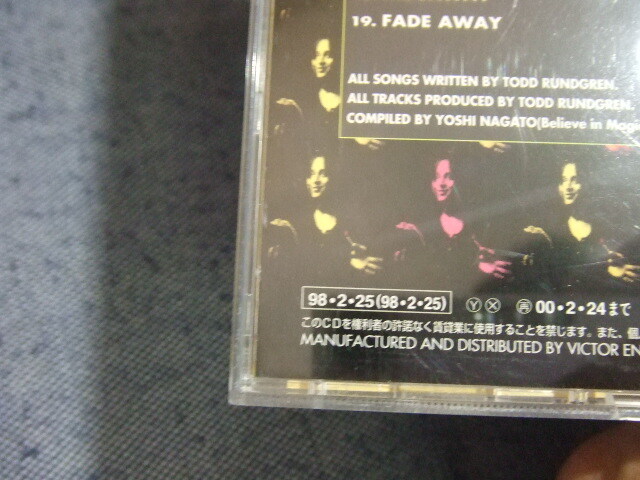 19. FADE AWAY
ALL SONGS WRITTEN BY TODD RUNDGREN.
ALL TRACKS PRODUCED BY TODD RUNDGREN.
COMPILED BY YOSHI NAGATO(Believe in Magi
98•2•25(98•2•25) Ⓨ Ⓧ 再 00•2•24まで
このCDを権利者の許諾なく賃貸業に使用することを禁じます。また、個
MANUFACTURED AND DISTRIBUTED BY VICTOR EN